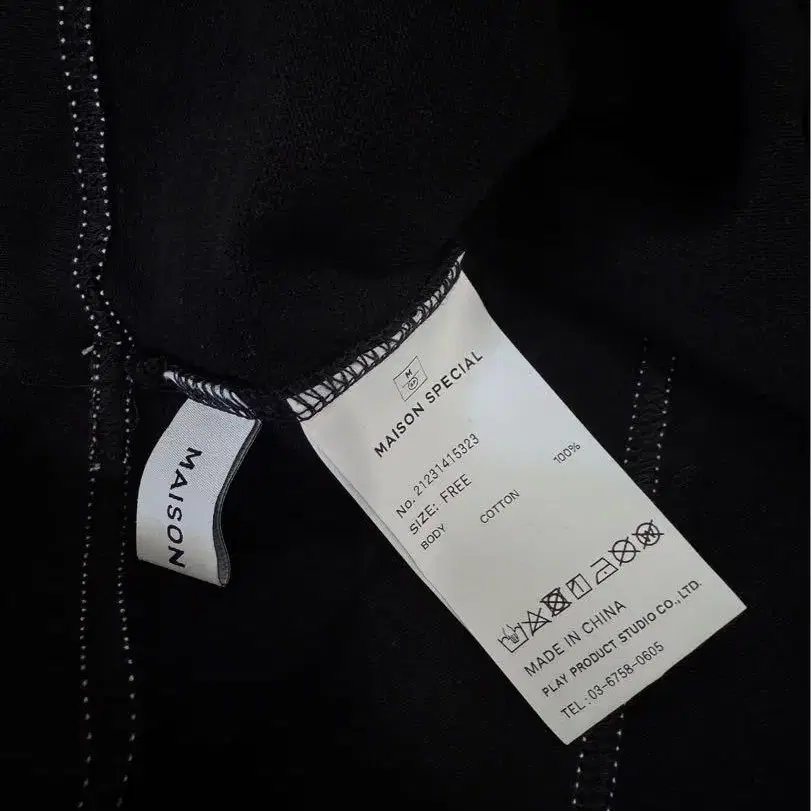 MAISON
M
SP
MAISON SPECIAL
No. 21231415323
SIZE: FREE
BODY COTTON 100%
MADE IN CHINA
PLAY PRODUCT STUDIO CO., LTD.
TEL : 03-6758-0605